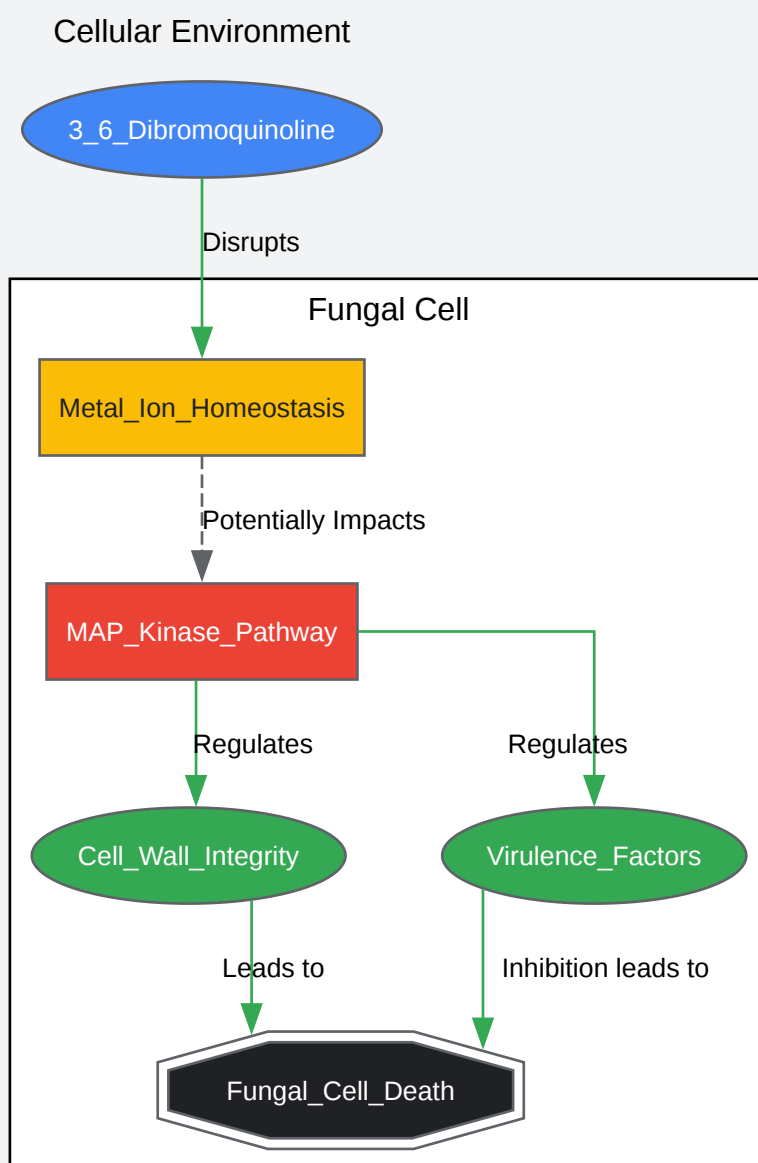 Cellular Environment
3_6_Dibromoquinoline
Disrupts
Fungal Cell
Metal_Ion_Homeostasis
Potentially Impacts
MAP_Kinase_Pathway
Regulates
Regulates
Cell_Wall_Integrity
Virulence_Factors
Leads to
Inhibition leads to
Fungal_Cell_Death